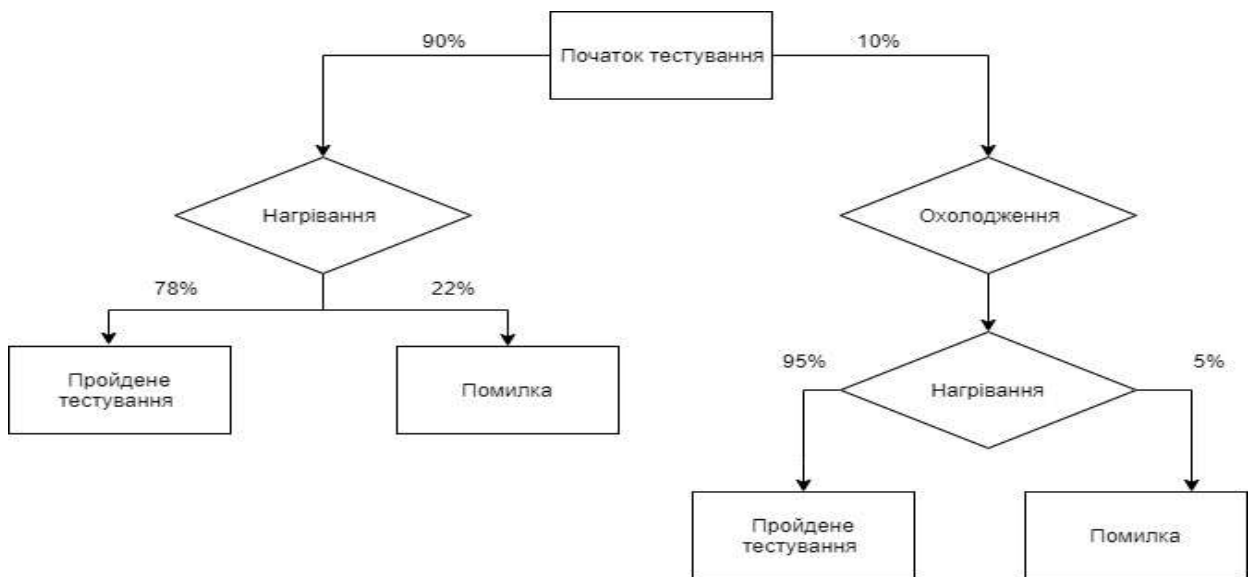 90%
Початок тестування
10%
Нагрівання
Охолодження
78%
22%
Пройдене
тестування
Помилка
95%
Нагрівання
5%
Пройдене
тестування
Помилка